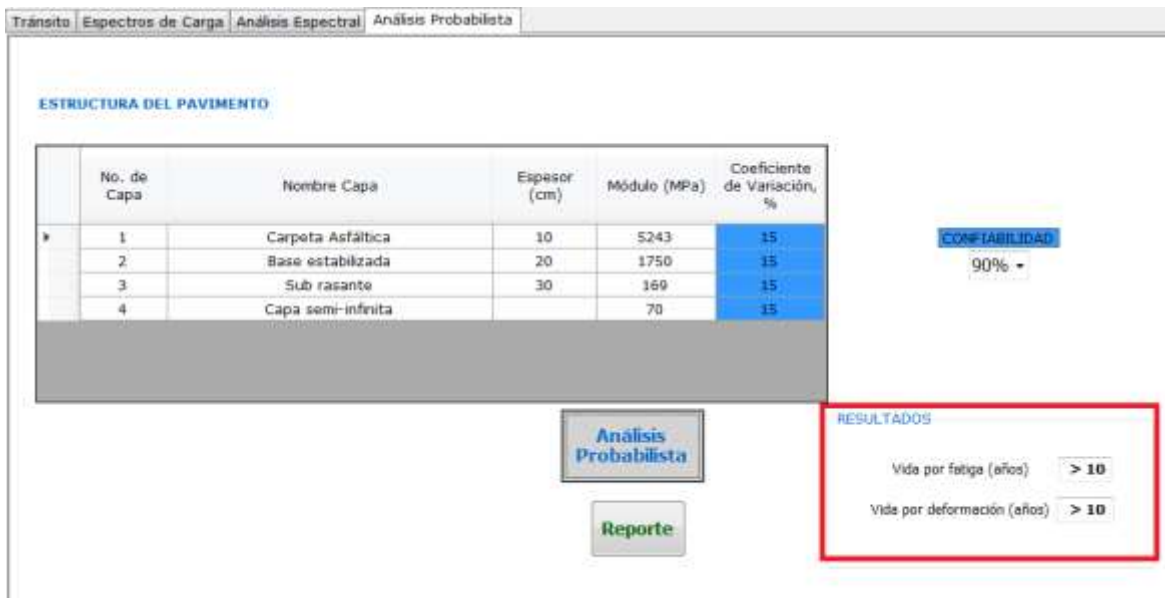 Tránsito Espectros de Carga Análisis Espectral Análisis Probabilista
ESTRUCTURA DEL PAVIMENTO
No. de Capa Nombre Capa Espesor (cm) Módulo (MPa) Coeficiente de Variación, %
1 Carpeta Asfáltica 10 5243 15
2 Base estabilizada 20 1750 15
3 Sub rasante 30 169 15
4 Capa semi-infinita 70 15
CONFIABILIDAD
90%
Análisis
Probabilista
Reporte
RESULTADOS
Vida por fatiga (años) > 10
Vida por deformación (años) > 10